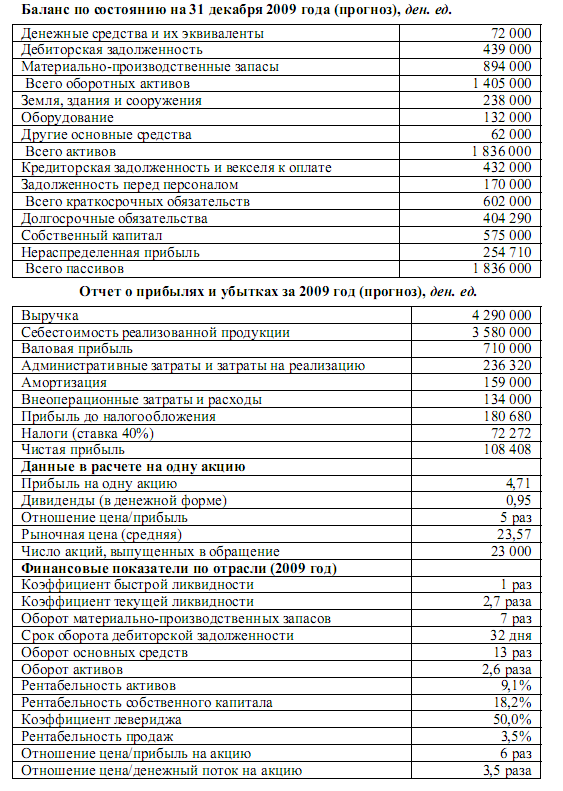 Баланс по состоянию на 31 декабря 2009 года (прогноз), ден. ед.
Денежные средства и их эквиваленты 72 000
Дебиторская задолженность 439 000
Материально-производственные запасы 894 000
Всего оборотных активов 1 405 000
Земля, здания и сооружения 238 000
Оборудование 132 000
Другие основные средства 62 000
Всего активов 1 836 000
Кредиторская задолженность и векселя к оплате 432 000
Задолженность перед персоналом 170 000
Всего краткосрочных обязательств 602 000
Долгосрочные обязательства 404 290
Собственный капитал 575 000
Нераспределенная прибыль 254 710
Всего пассивов 1 836 000
Отчет о прибылях и убытках за 2009 год (прогноз), ден. ед.
Выручка 4 290 000
Себестоимость реализованной продукции 3 580 000
Валовая прибыль 710 000
Административные затраты и затраты на реализацию 236 320
Амортизация 159 000
Внеоперационные затраты и расходы 134 000
Прибыль до налогообложения 180 680
Налоги (ставка 40%) 72 272
Чистая прибыль 108 408
Данные в расчете на одну акцию
Прибыль на одну акцию 4,71
Дивиденды (в денежной форме) 0,95
Отношение цена/прибыль 5 раз
Рыночная цена (средняя) 23,57
Число акций, выпущенных в обращение 23 000
Финансовые показатели по отрасли (2009 год)
Коэффициент быстрой ликвидности 1 раз
Коэффициент текущей ликвидности 2,7 раза
Оборот материально-производственных запасов 7 раз
Срок оборота дебиторской задолженности 32 дня
Оборот основных средств 13 раз
Оборот активов 2,6 раза
Рентабельность активов 9,1%
Рентабельность собственного капитала 18,2%
Коэффициент левериджа 50,0%
Рентабельность продаж 3,5%
Отношение цена/прибыль на акцию 6 раз
Отношение цена/денежный поток на акцию 3,5 раза